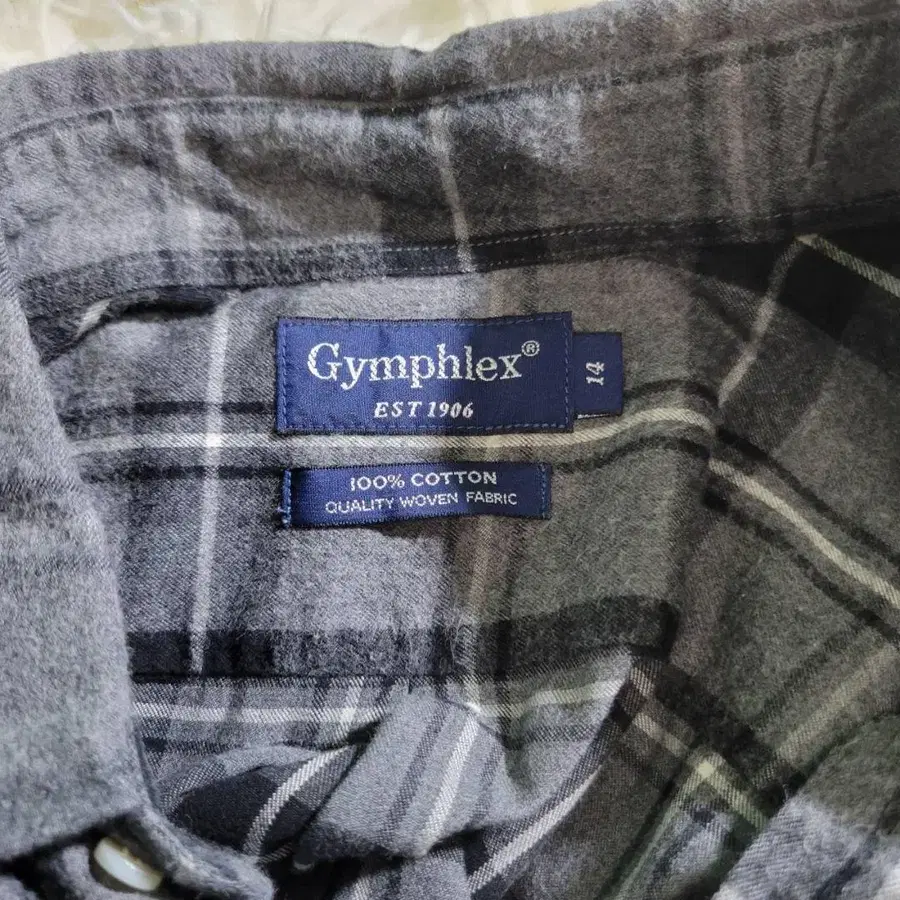 Gymphlex®
EST 1906
14
100% COTTON
QUALITY WOVEN FABRIC